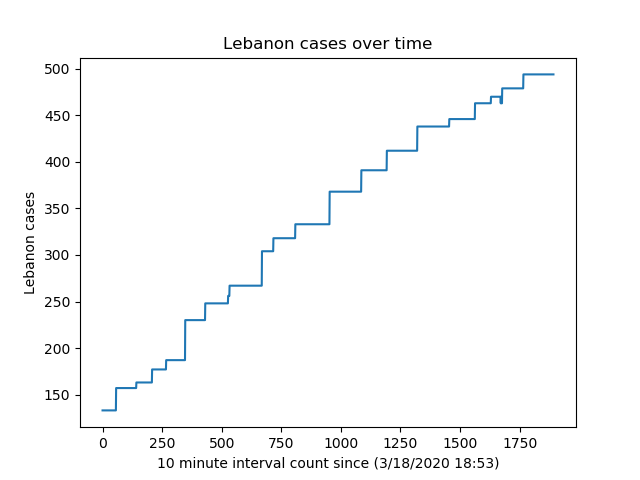 Lebanon cases over time
500
450
400
350
300
250
200
150
Lebanon cases
0 250 500 750 1000 1250 1500 1750
10 minute interval count since (3/18/2020 18:53)